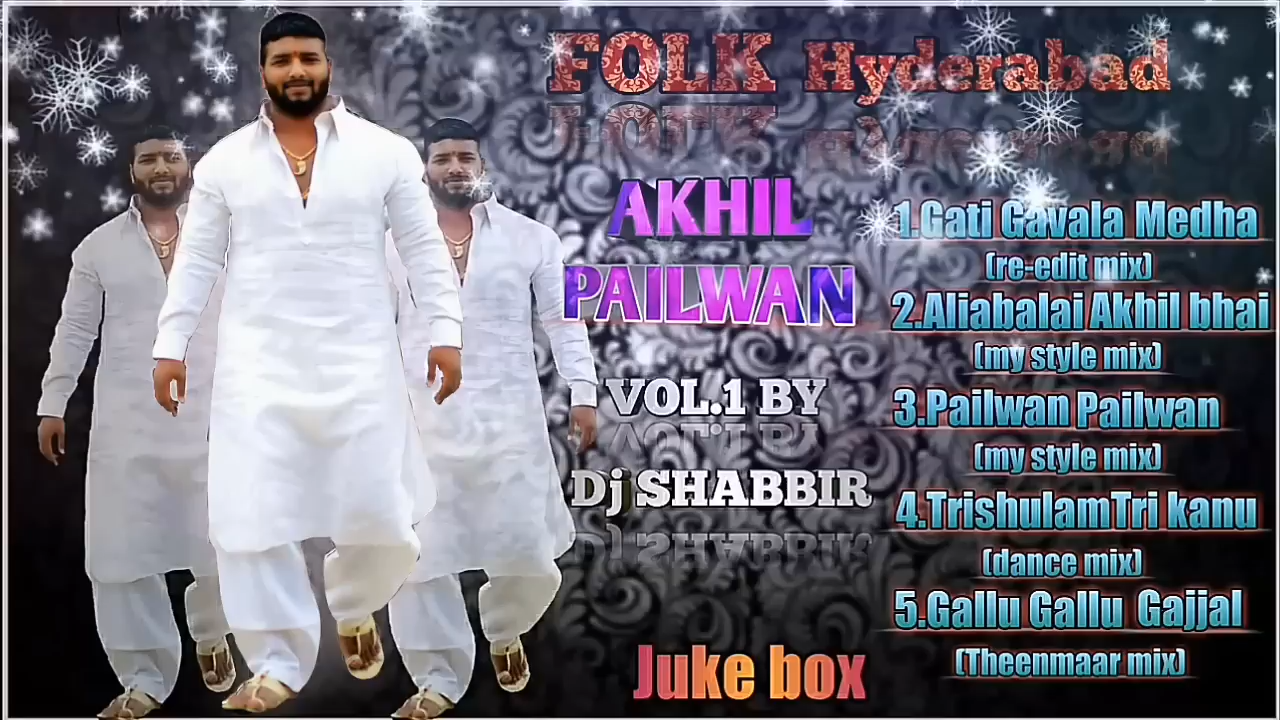 FOLK Hyderabad
AKHIL
PAILWAN
VOL.1 BY
Dj SHABBIR
Juke box
1.Gati Gavala Medha
(re-edit mix)
2.Aliabalai Akhil bhai
(my style mix)
3.Pailwan Pailwan
(my style mix)
4.TrishulamTri kanu
(dance mix)
5.Gallu Gallu Gajjal
(Theenmaar mix)